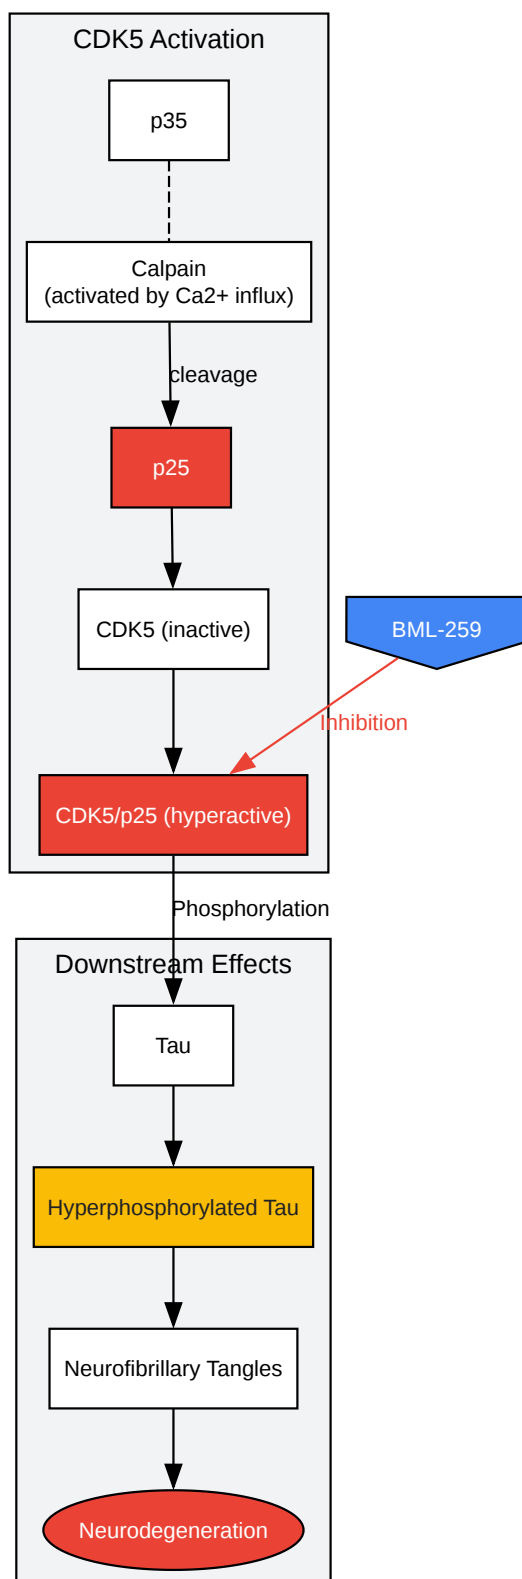 CDK5 Activation
p35
Calpain
(activated by Ca2+ influx)
cleavage
p25
CDK5 (inactive)
BML-259
Inhibition
CDK5/p25 (hyperactive)
Phosphorylation
Downstream Effects
Tau
Hyperphosphorylated Tau
Neurofibrillary Tangles
Neurodegeneration